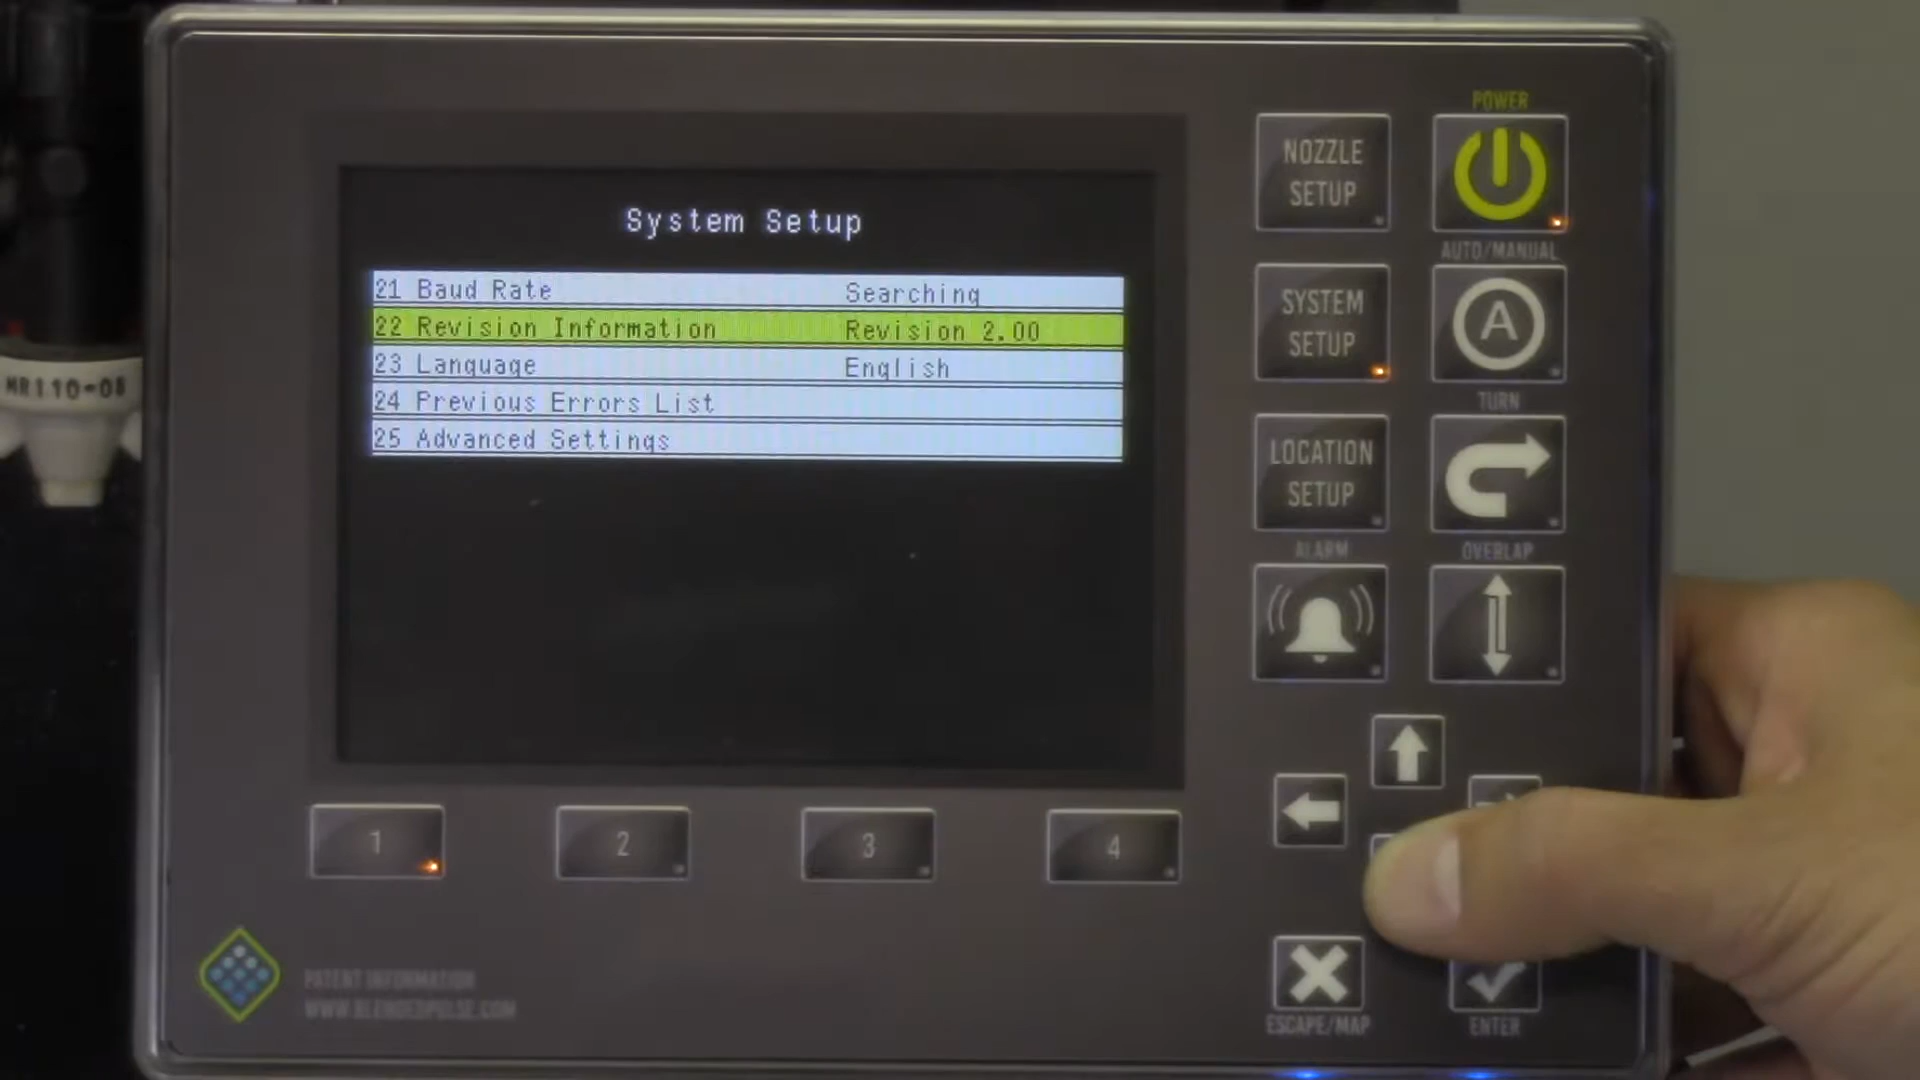 POWER
NOZZLE
SETUP
AUTO/MANUAL
System Setup
21 Baud Rate Searching
22 Revision Information Revision 2.00
23 Language English
24 Previous Errors List
25 Advanced Settings
SYSTEM
SETUP
A
TURN
LOCATION
SETUP
ALARM
OVERLAP
MR110-08
1
2
3
4
PATENT INFORMATION
WWW.BLENDEDPULSE.COM
ESCAPE/MAP
ENTER